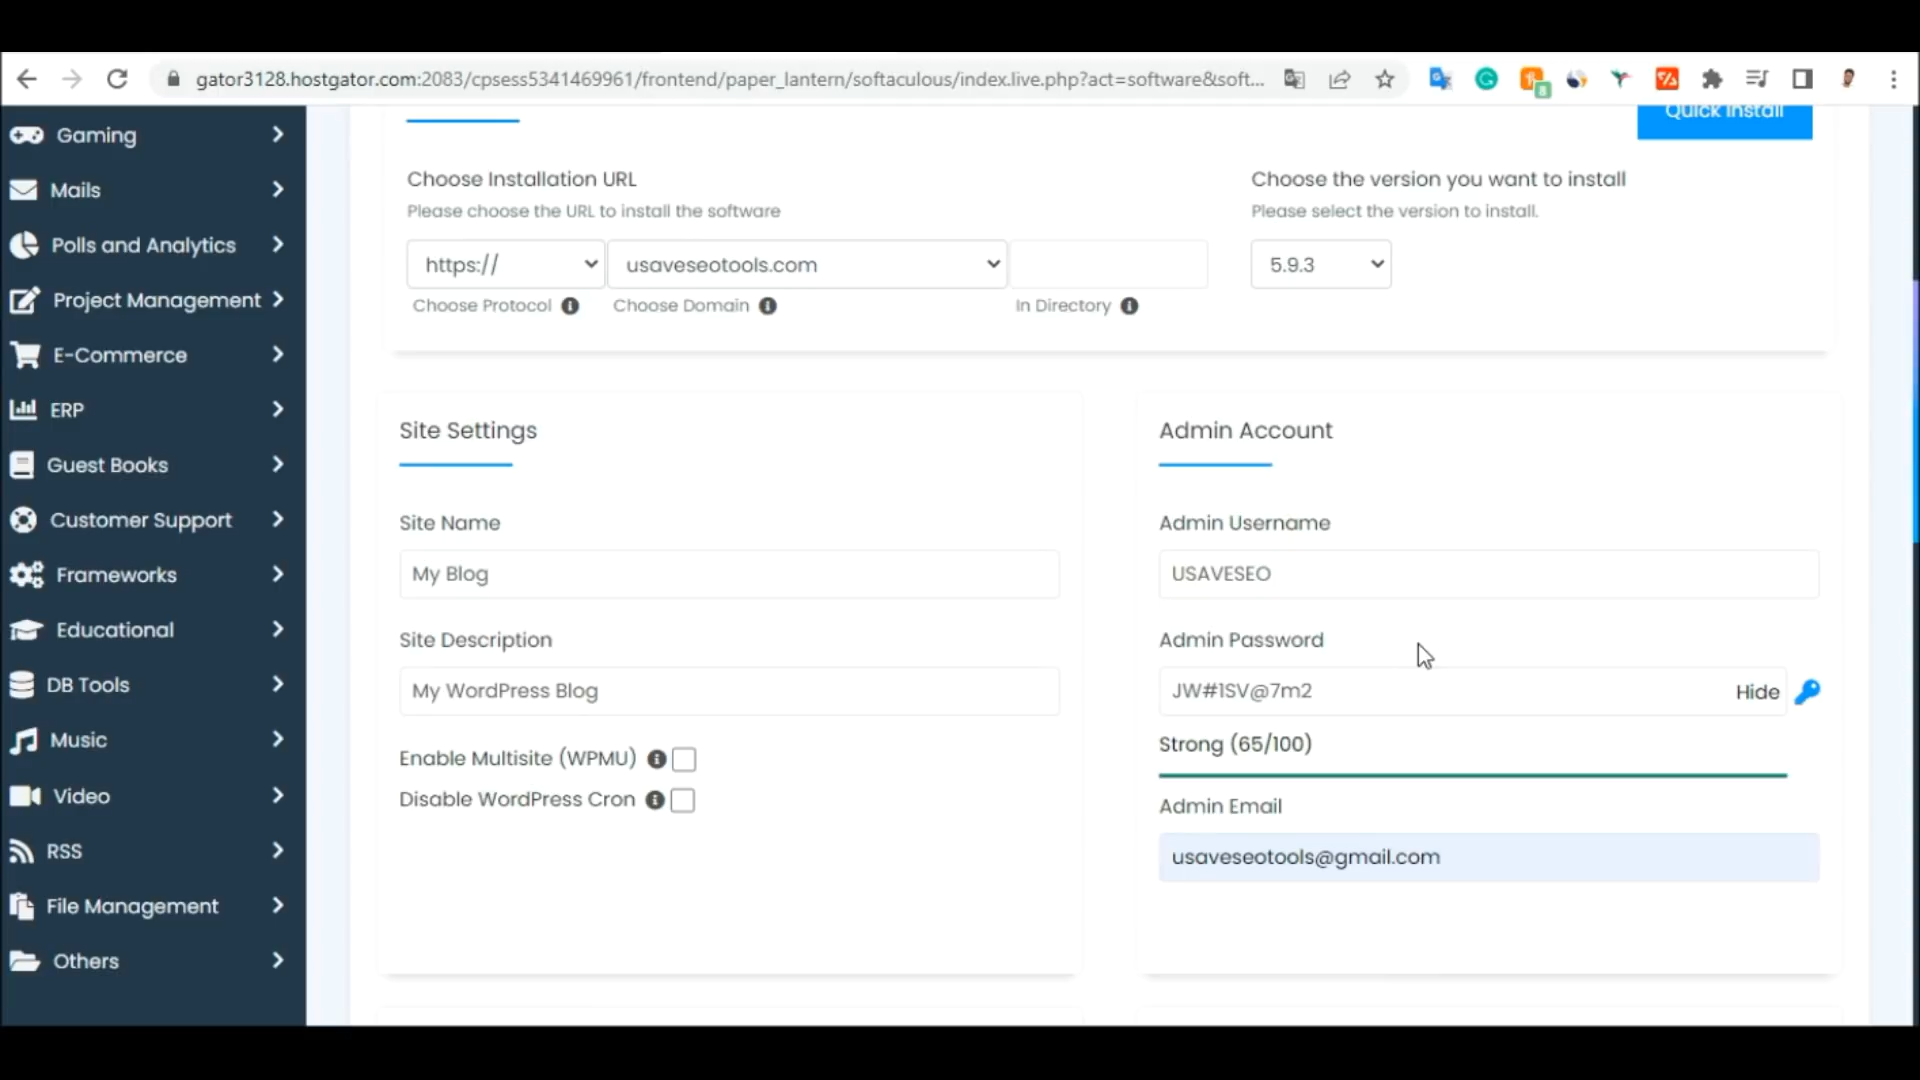 gator3128.hostgator.com:2083/cpsess5341469961/frontend/paper_lantern/softaculous/index.live.php?act=software&soft...
8
Gaming
Mails
Polls and Analytics
Project Management
E-Commerce
ERP
Guest Books
Customer Support
Frameworks
Educational
DB Tools
Music
Video
RSS
File Management
Others
Quick Install
Choose Installation URL
Please choose the URL to install the software
https://
usaveseotools.com
Choose Protocol
Choose Domain
In Directory
Choose the version you want to install
Please select the version to install.
5.9.3
Site Settings
Site Name
My Blog
Site Description
My WordPress Blog
Enable Multisite (WPMU)
Disable WordPress Cron
Admin Account
Admin Username
USAVESEO
Admin Password
JW#1SV@7m2
Hide
Strong (65/100)
Admin Email
usaveseotools@gmail.com